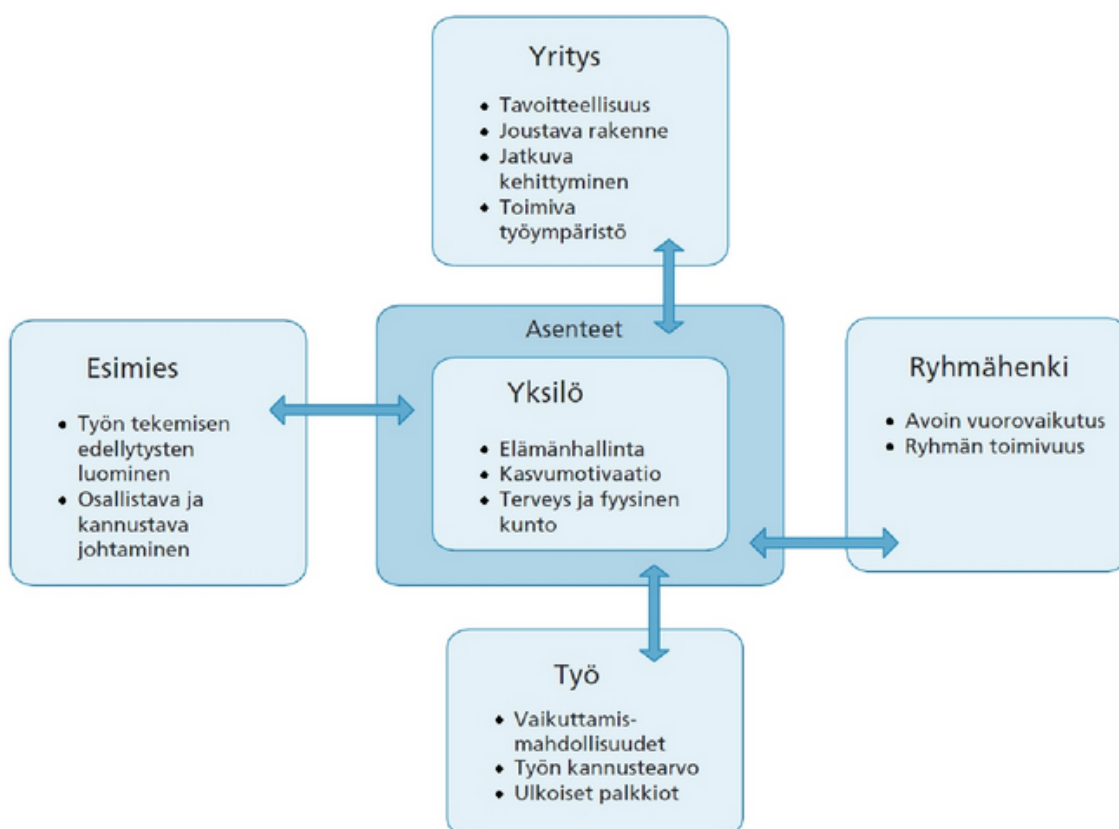 Yritys
• Tavoitteellisuus
• Joustava rakenne
• Jatkuva
kehittyminen
• Toimiva
työympäristö
Esimies
• Työn tekemisen
edellytysten
luominen
• Osallistava ja
kannustava
johtaminen
Asenteet
Yksilö
• Elämänhallinta
• Kasvumotivaatio
• Terveys ja fyysinen
kunto
Ryhmähenki
• Avoin vuorovaikutus
• Ryhmän toimivuus
Työ
• Vaikuttamis-
mahdollisuudet
• Työn kannustearvo
• Ulkoiset palkkiot